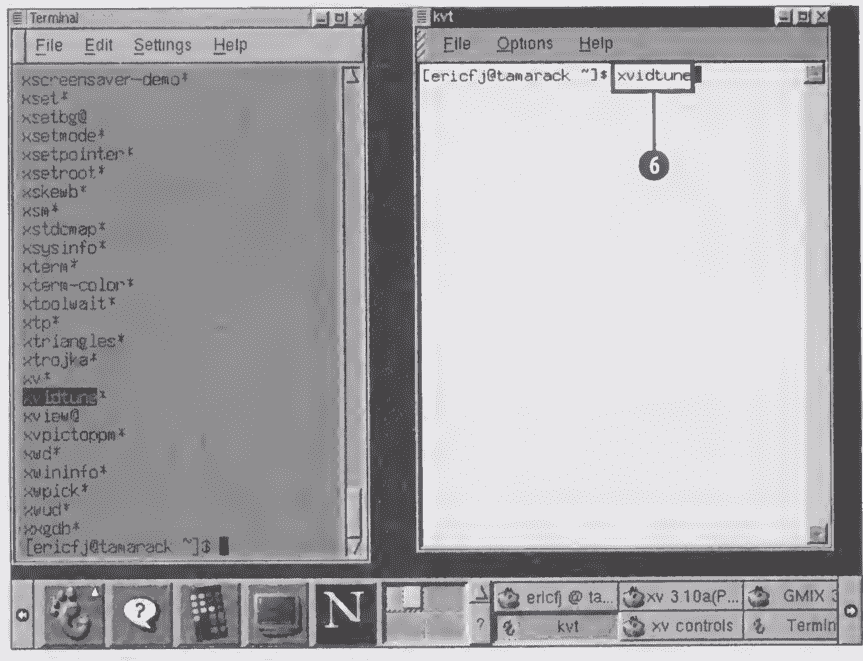 Terminal
File Edit Settings Help
xscreensaver-demo*
xset*
xsetbg@
xsetmode*
xsetpointer*
xsetroot*
xskewb*
xsm*
xstdcmap*
xsysinfo*
xterm*
xterm-color*
xtoolwait*
xtp*
xtriangles*
xtrojka*
xv*
xvidtune*
xview@
xvpictoppm*
xwd*
xwininfo*
xwpick*
xwud*
xxgdb*
[ericfj@tamarack ~]$
kvt
File Options Help
[ericfj@tamarack ~]$ xvidtune
6
?
N
?
ericfj @ ta...
xv 3.10a(P...
GMIX 3
kvt
xv controls
Termin